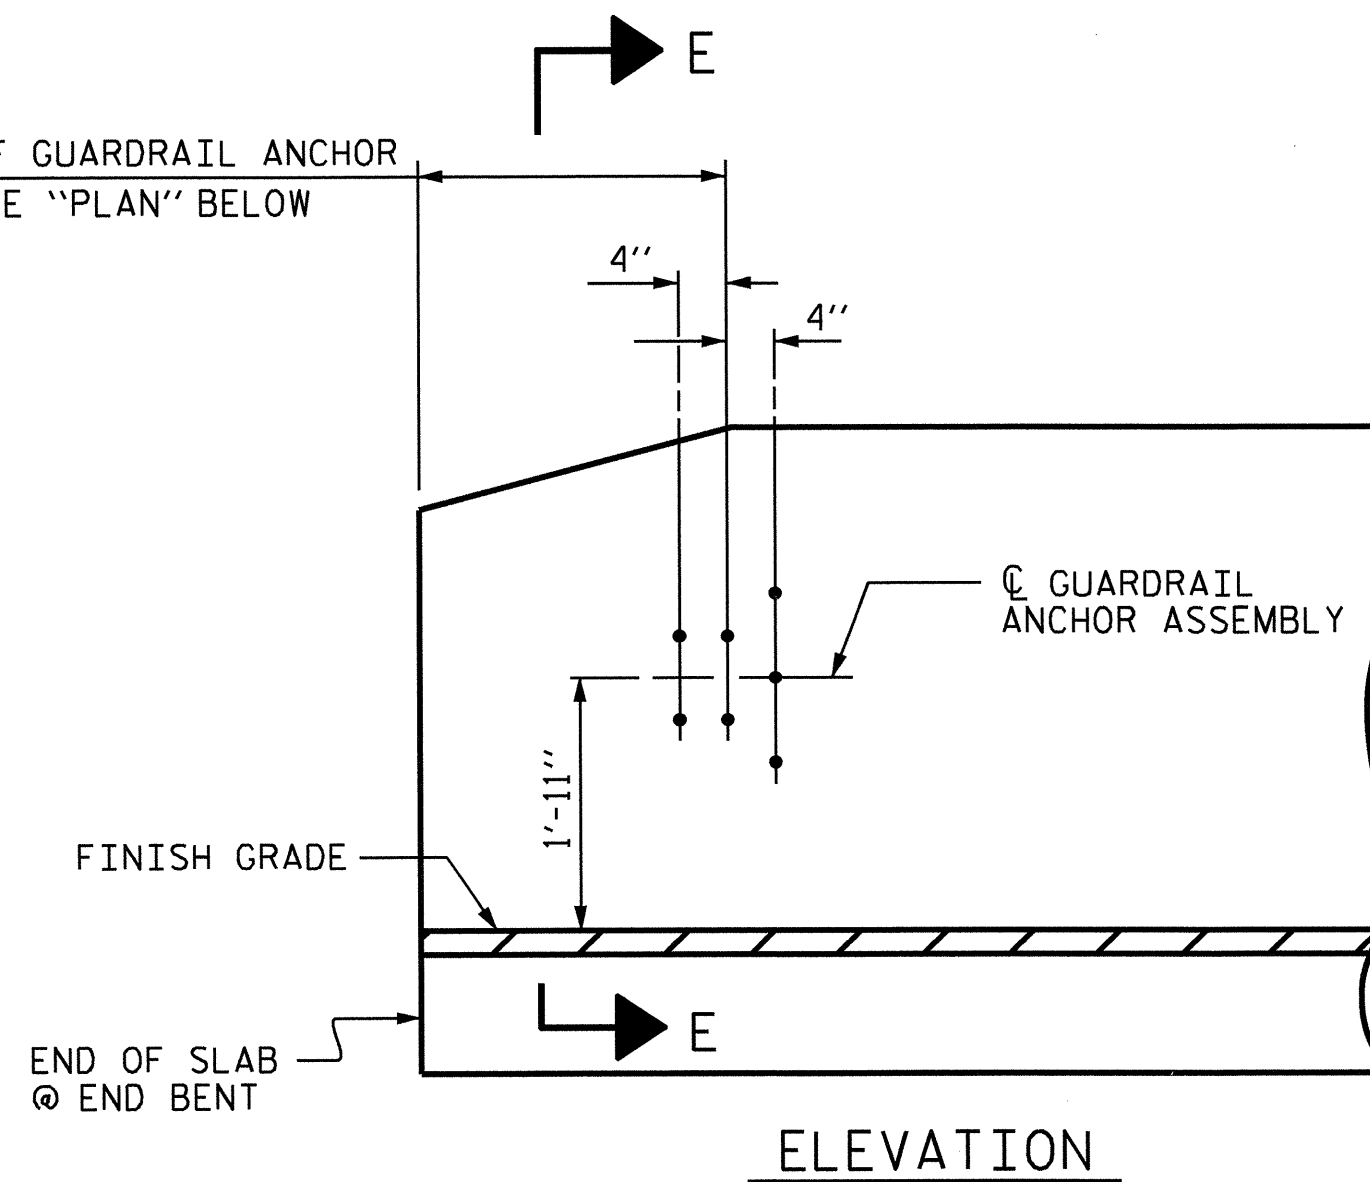 E
GUARDRAIL ANCHOR
"PLAN" BELOW
4"
4"
℄ GUARDRAIL
ANCHOR ASSEMBLY
1'-11"
FINISH GRADE
E
END OF SLAB
@ END BENT
ELEVATION